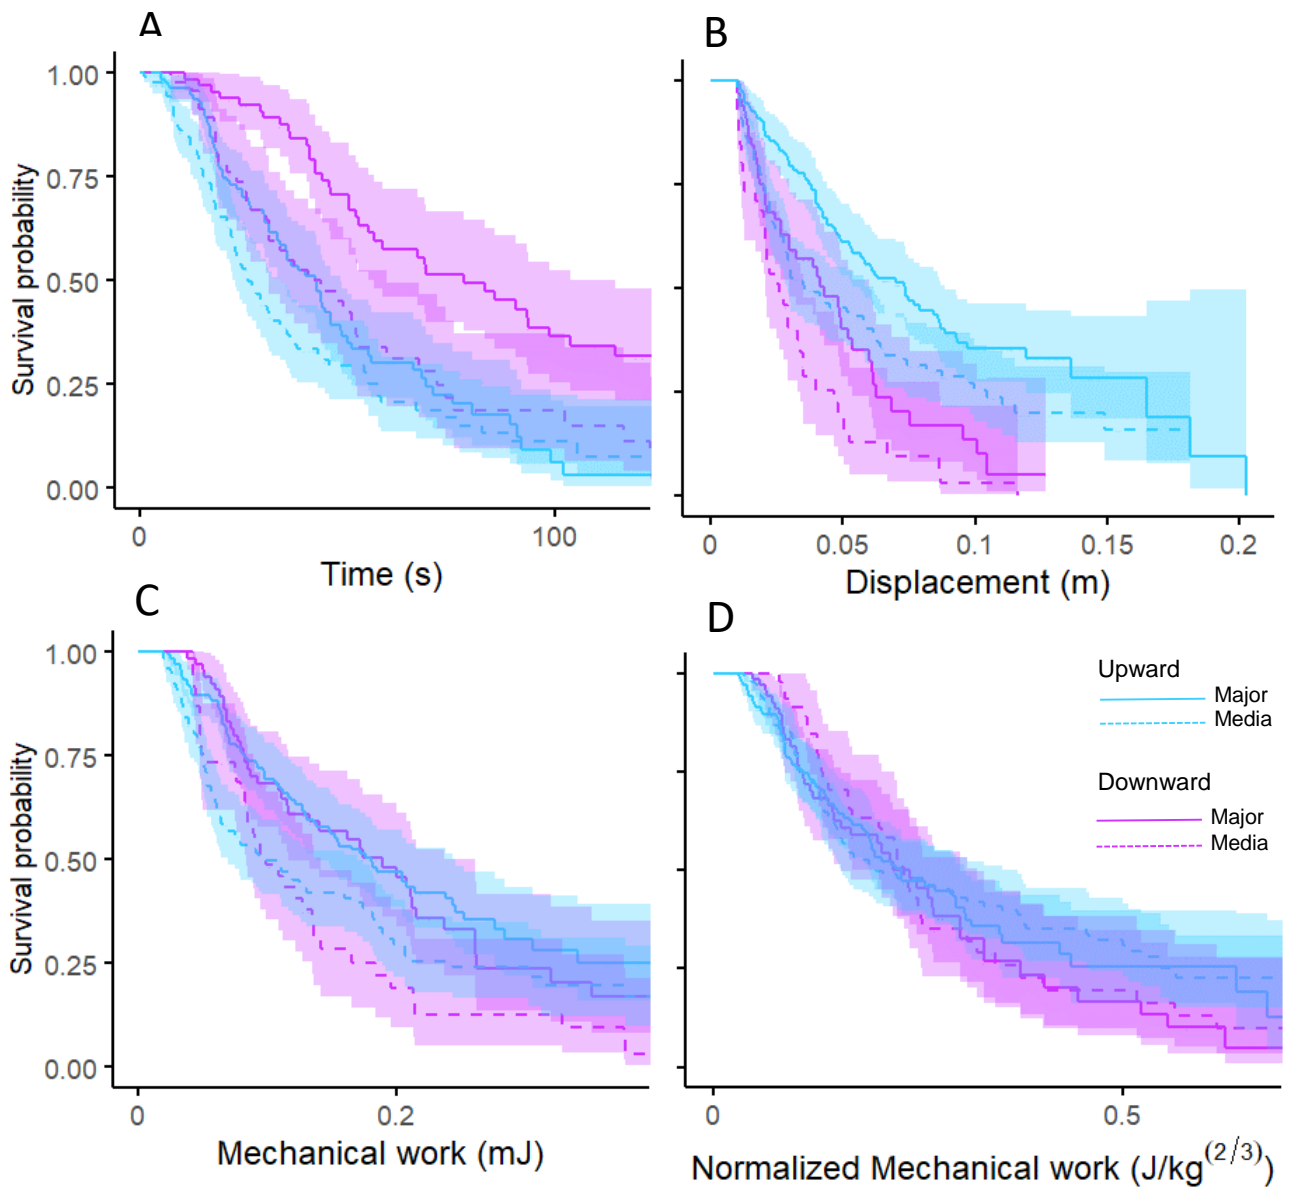 A
B
1.00
0.75
0.50
0.25
0.00
Survival probability
0
100
Time (s)
0
0.05
0.1
0.15
0.2
Displacement (m)
C
D
1.00
0.75
0.50
0.25
0.00
Survival probability
0
0.2
Mechanical work (mJ)
Upward
Major
Media
Downward
Major
Media
0
0.5
Normalized Mechanical work (J/kg^(2/3))